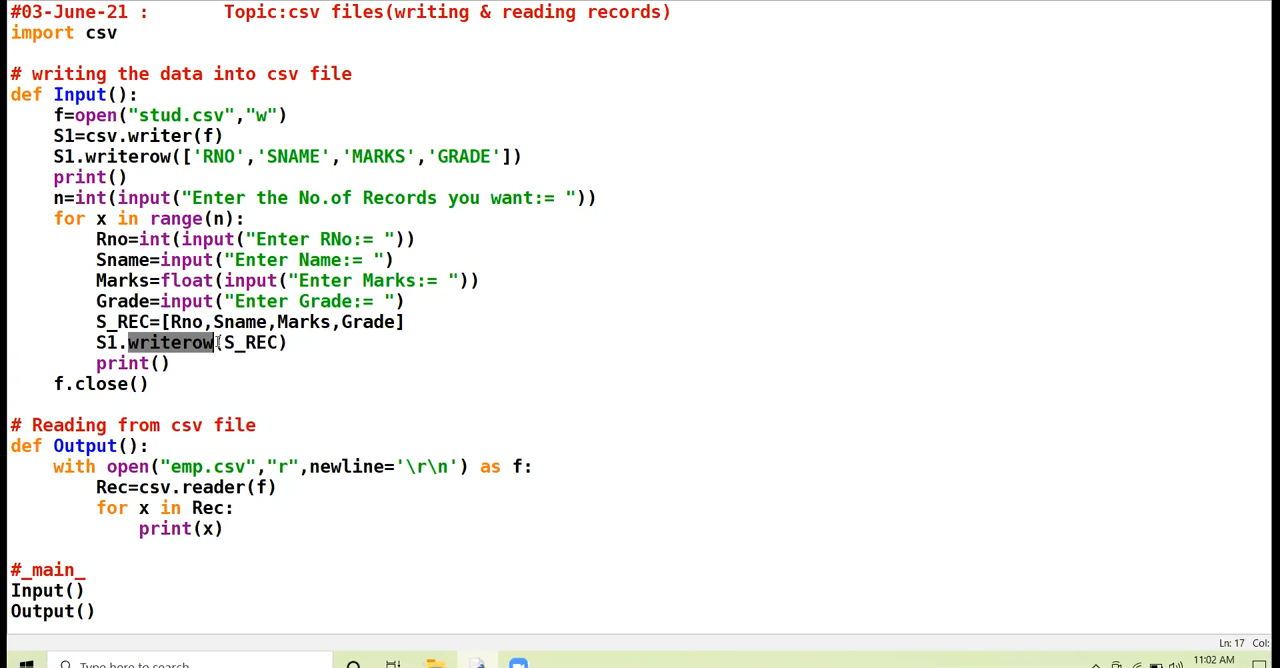 #03-June-21 :       Topic:csv files(writing & reading records)
import csv

# writing the data into csv file
def Input():
    f=open("stud.csv","w")
    S1=csv.writer(f)
    S1.writerow(['RNO','SNAME','MARKS','GRADE'])
    print()
    n=int(input("Enter the No.of Records you want:= "))
    for x in range(n):
        Rno=int(input("Enter RNo:= "))
        Sname=input("Enter Name:= ")
        Marks=float(input("Enter Marks:= "))
        Grade=input("Enter Grade:= ")
        S_REC=[Rno,Sname,Marks,Grade]
        S1.writerow(S_REC)
        print()
    f.close()

# Reading from csv file
def Output():
    with open("emp.csv","r",newline='\r\n') as f:
        Rec=csv.reader(f)
        for x in Rec:
            print(x)

#_main_
Input()
Output()
Ln: 17 Col:
Type here to search
11:02 AM